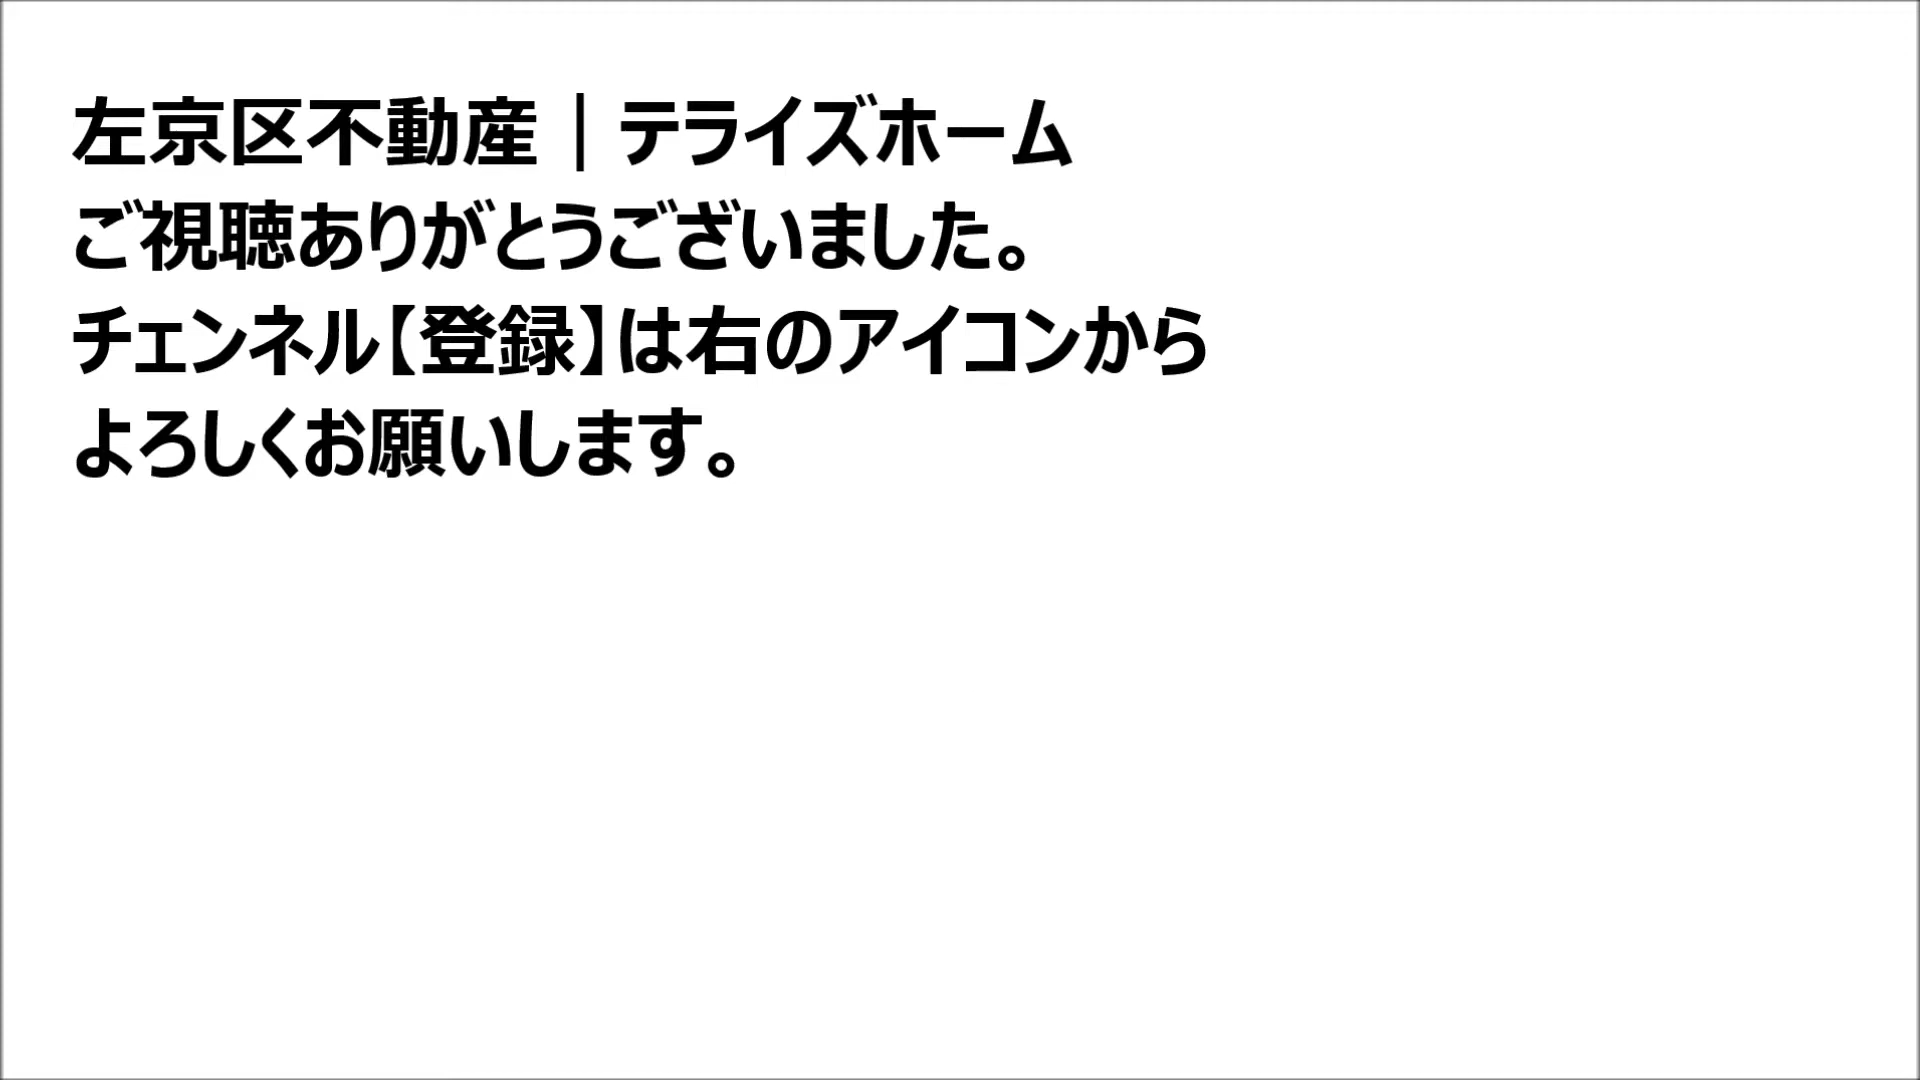 左京区不動産｜テライズホーム
ご視聴ありがとうございました。
チェンネル【登録】は右のアイコンから
よろしくお願いします。